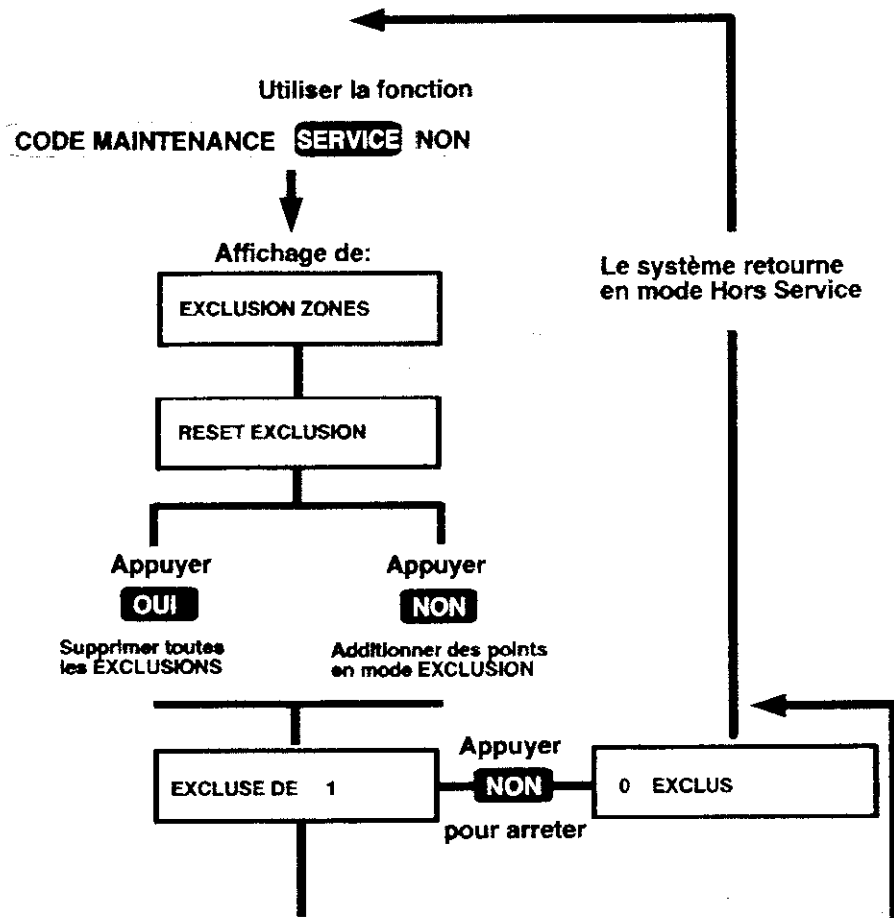 Utiliser la fonction
CODE MAINTENANCE SERVICE NON
Affichage de:
EXCLUSION ZONES
Le système retourne
en mode Hors Service
RESET EXCLUSION
Appuyer
OUI
Supprimer toutes
les EXCLUSIONS
Appuyer
NON
Additionner des points
en mode EXCLUSION
EXCLUSE DE 1
Appuyer
NON
pour arreter
0 EXCLUS